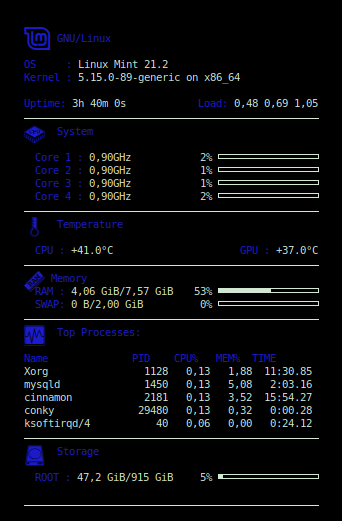 GNU/Linux
OS     : Linux Mint 21.2
Kernel : 5.15.0-89-generic on x86_64
Uptime: 3h 40m 0s Load: 0,48 0,69 1,05
System
Core 1 : 0,90GHz 2%
Core 2 : 0,90GHz 1%
Core 3 : 0,90GHz 1%
Core 4 : 0,90GHz 2%
Temperature
CPU : +41.0°C GPU : +37.0°C
Memory
RAM : 4,06 GiB/7,57 GiB 53%
SWAP: 0 B/2,00 GiB 0%
Top Processes:
Name PID CPU% MEM% TIME
Xorg 1128 0,13 1,88 11:30.85
mysqld 1450 0,13 5,08 2:03.16
cinnamon 2181 0,13 3,52 15:54.27
conky 29480 0,13 0,32 0:00.28
ksoftirqd/4 40 0,06 0,00 0:24.12
Storage
ROOT : 47,2 GiB/915 GiB 5%